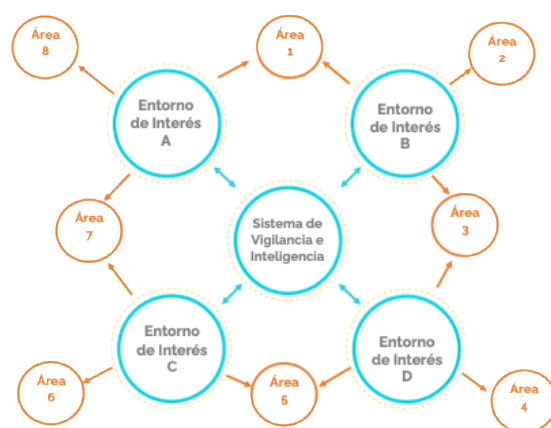 Área
8
Área
1
Área
2
Entorno
de Interés
A
Entorno
de Interés
B
Área
7
Sistema de
Vigilancia e
Inteligencia
Área
3
Entorno
de Interés
C
Entorno
de Interés
D
Área
6
Área
5
Área
4